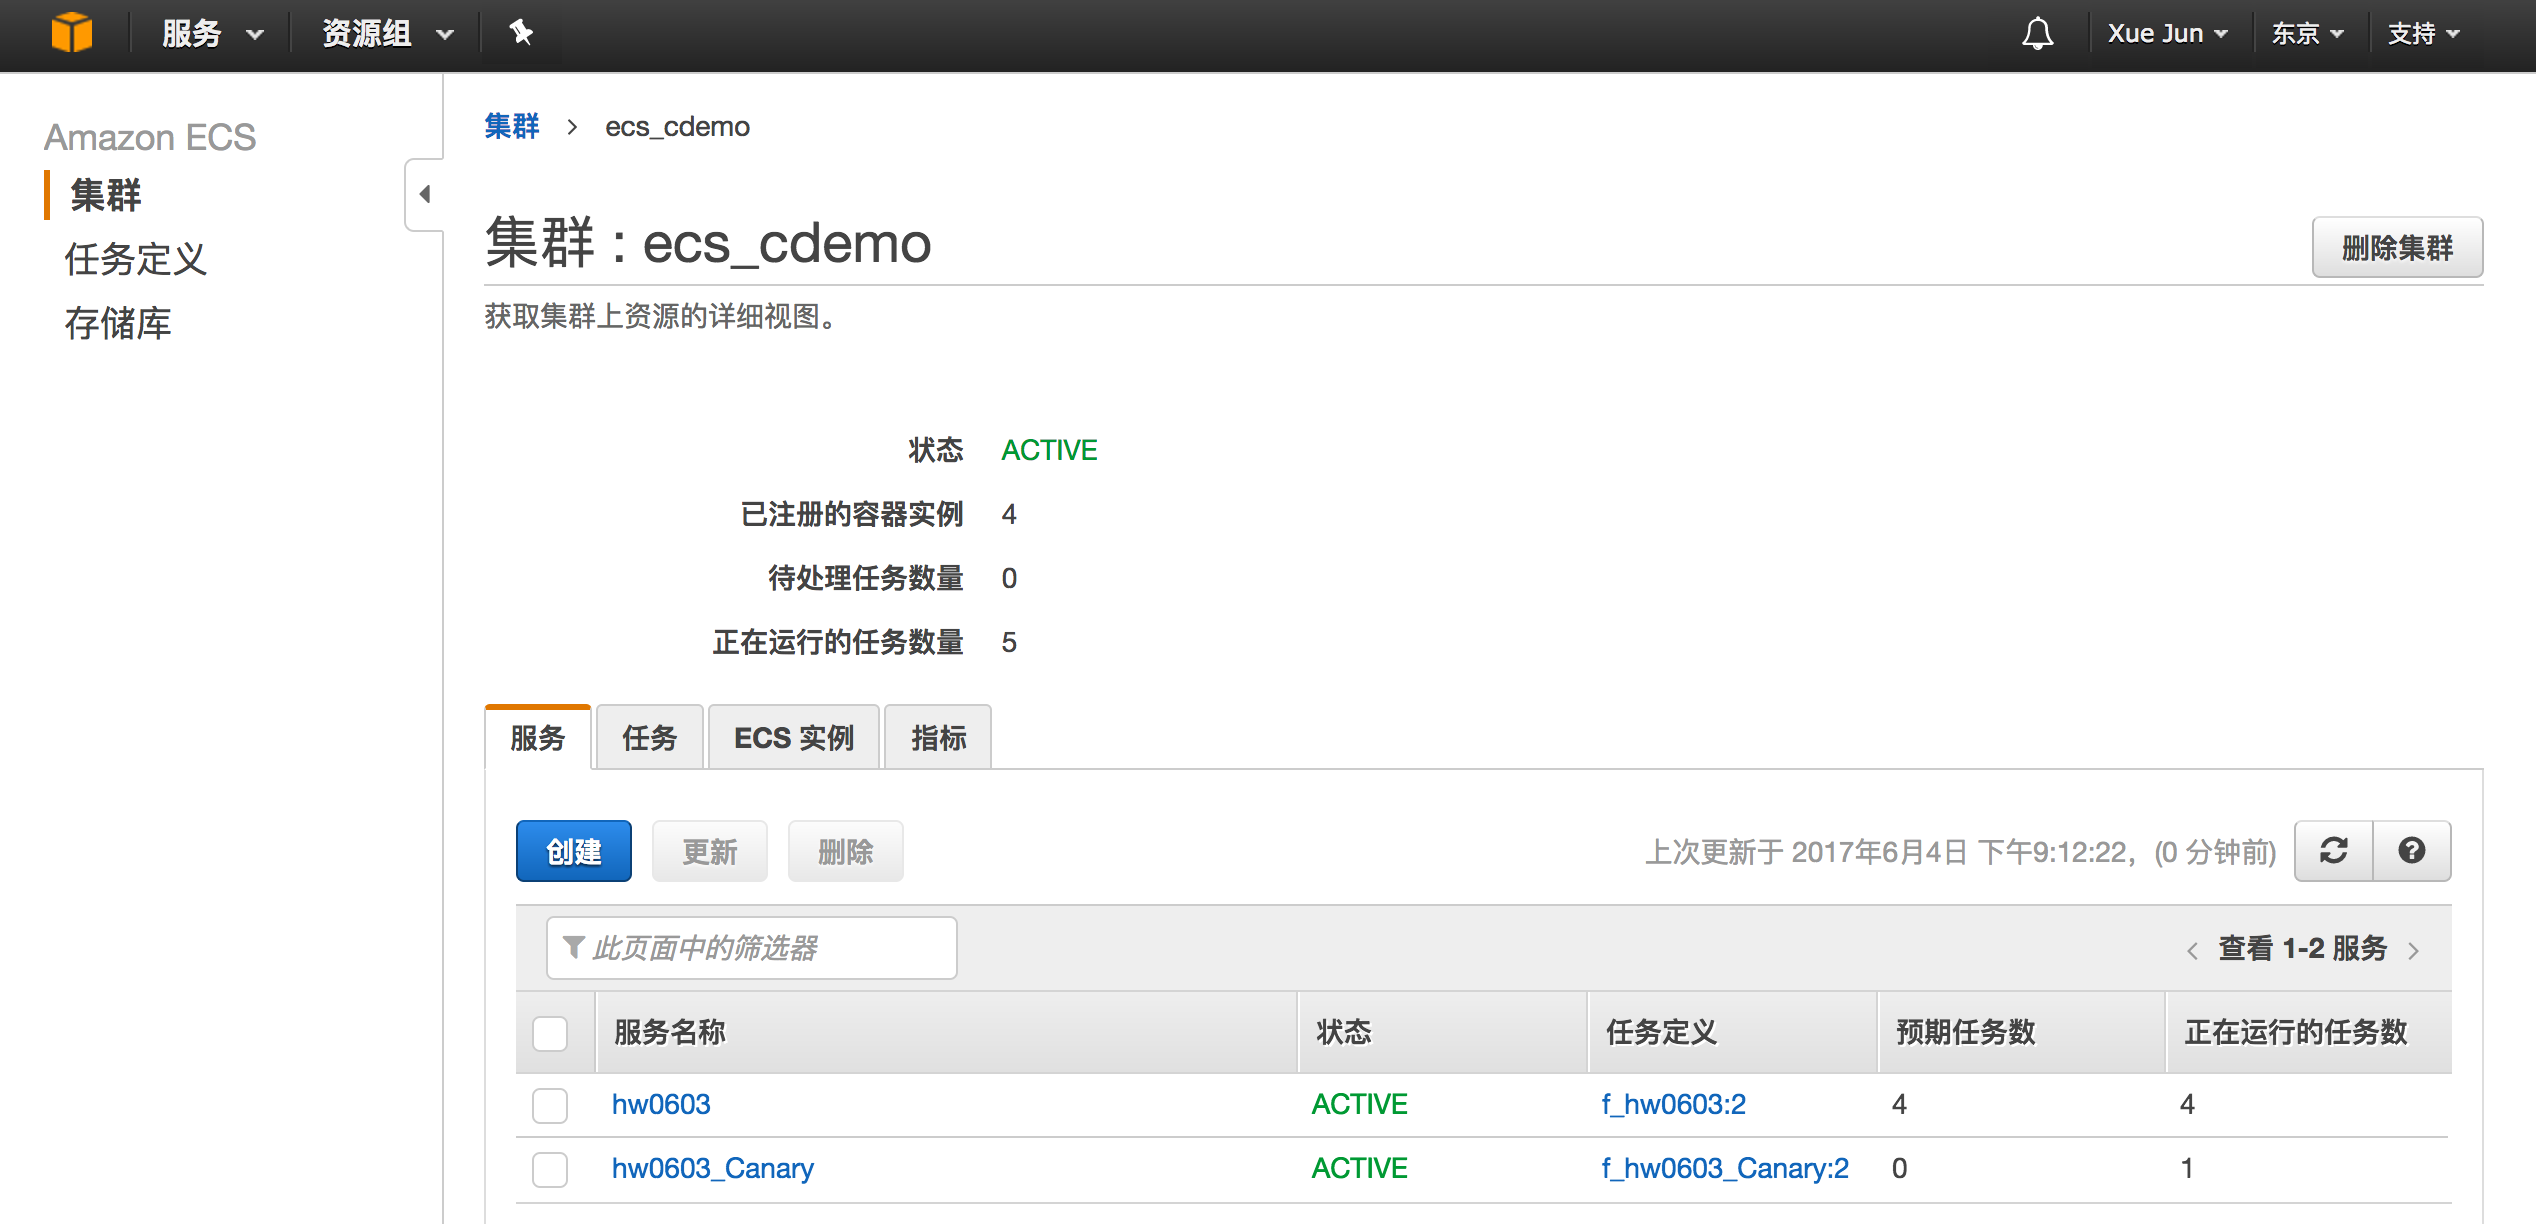 服务 资源组 Xue Jun 东京 支持
Amazon ECS
集群
任务定义
存储库
集群 > ecs_cdemo
集群 : ecs_cdemo
删除集群
获取集群上资源的详细视图。
状态 ACTIVE
已注册的容器实例 4
待处理任务数量 0
正在运行的任务数量 5
服务 任务 ECS 实例 指标
创建 更新 删除 上次更新于 2017年6月4日 下午9:12:22, (0 分钟前)
此页面中的筛选器 < 查看 1-2 服务 >
服务名称 状态 任务定义 预期任务数 正在运行的任务数
hw0603 ACTIVE f_hw0603:2 4 4
hw0603_Canary ACTIVE f_hw0603_Canary:2 0 1